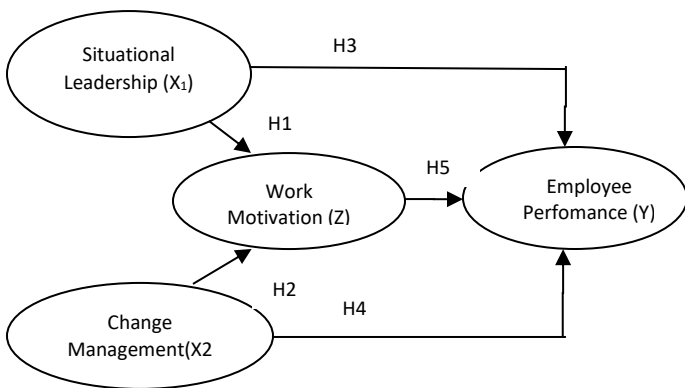 H3
Situational
Leadership (X₁)
H1
H5
Work
Motivation (Z)
Employee
Perfomance (Y)
H2
H4
Change
Management(X2